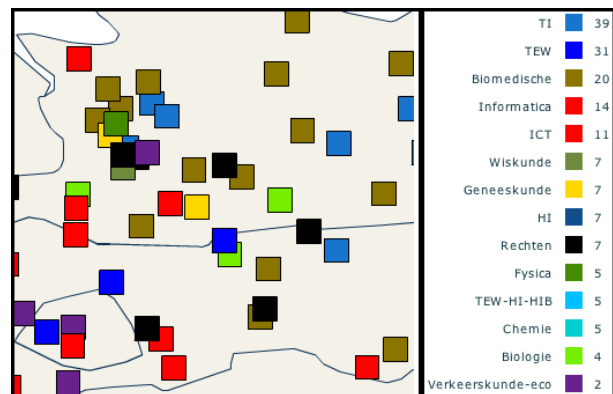 TI 39
TEW 31
Biomedische 20
Informatica 14
ICT 11
Wiskunde 7
Geneeskunde 7
HI 7
Rechten 7
Fysica 5
TEW-HI-HIB 5
Chemie 5
Biologie 4
Verkeerskunde-eco 2